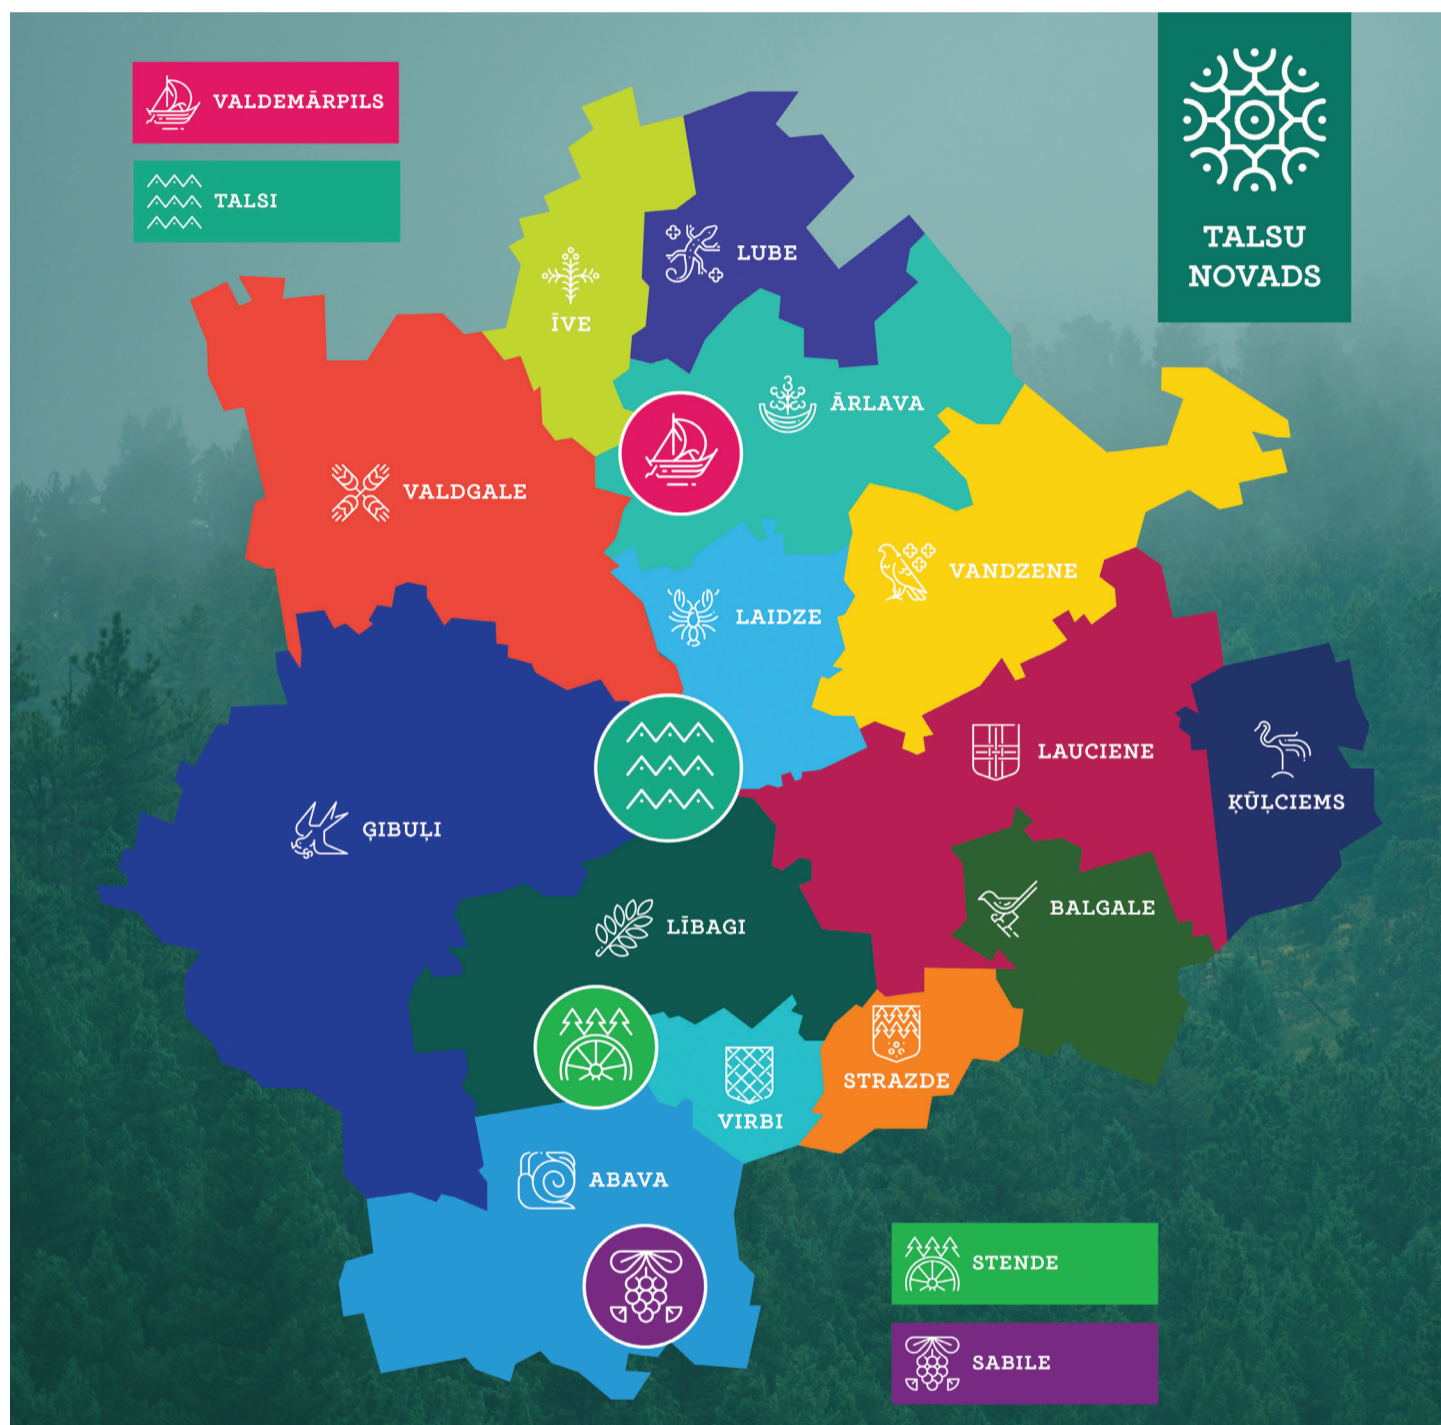 VALDEMĀRPILS
TALSI
TALSU
NOVADS
LUBE
ĪVE
ĀRLAVA
VALDGALE
VANDZENE
LAIDZE
LAUCIENE
ĶŪĻCIEMS
ĢIBUĻI
BALGALE
LĪBAGI
STRAZDE
VIRBI
ABAVA
STENDE
SABILE